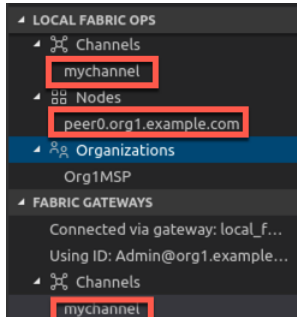 LOCAL FABRIC OPS
Channels
mychannel
Nodes
peer0.org1.example.com
Organizations
Org1MSP
FABRIC GATEWAYS
Connected via gateway: local_f...
Using ID: Admin@org1.example...
Channels
mychannel